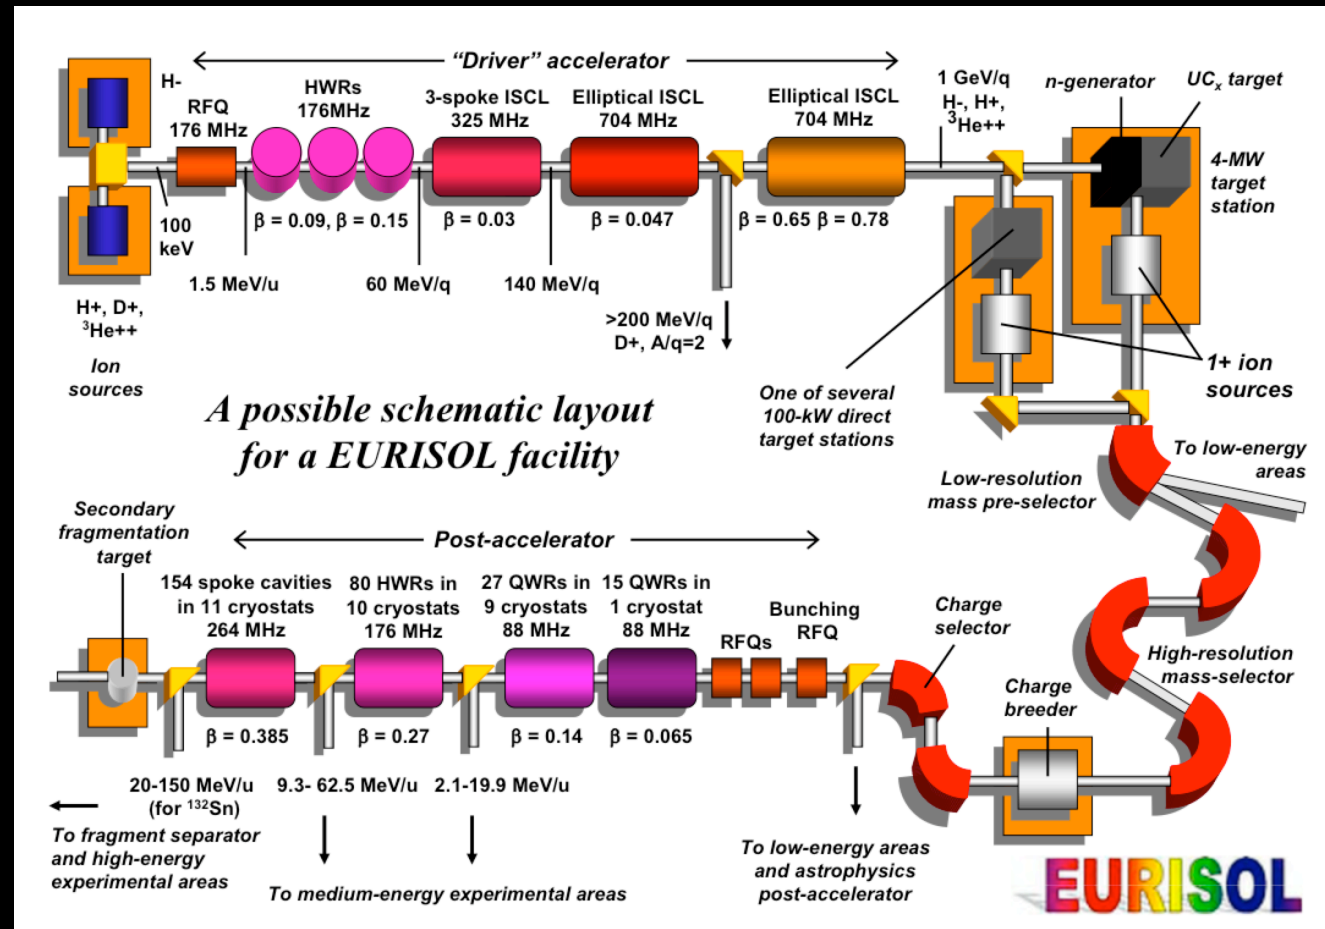 “Driver” accelerator
H-
RFQ
176 MHz
HWRs
176MHz
3-spoke ISCL
325 MHz
Elliptical ISCL
704 MHz
Elliptical ISCL
704 MHz
1 GeV/q
H-, H+,
³He++
n-generator
UCₓ target
4-MW
target
station
100
keV
β = 0.09, β = 0.15
β = 0.03
β = 0.047
β = 0.65 β = 0.78
1.5 MeV/u
60 MeV/q
140 MeV/q
>200 MeV/q
D+, A/q=2
H+, D+,
³He++
Ion
sources
One of several
100-kW direct
target stations
1+ ion
sources
A possible schematic layout
for a EURISOL facility
Low-resolution
mass pre-selector
To low-energy
areas
Secondary
fragmentation
target
Post-accelerator
154 spoke cavities
in 11 cryostats
264 MHz
80 HWRs in
10 cryostats
176 MHz
27 QWRs in
9 cryostats
88 MHz
15 QWRs in
1 cryostat
88 MHz
RFQs
Bunching
RFQ
Charge
selector
Charge
breeder
High-resolution
mass-selector
β = 0.385
β = 0.27
β = 0.14
β = 0.065
20-150 MeV/u
(for ¹³²Sn)
9.3- 62.5 MeV/u
2.1-19.9 MeV/u
To fragment separator
and high-energy
experimental areas
To medium-energy experimental areas
To low-energy areas
and astrophysics
post-accelerator
EURISOL